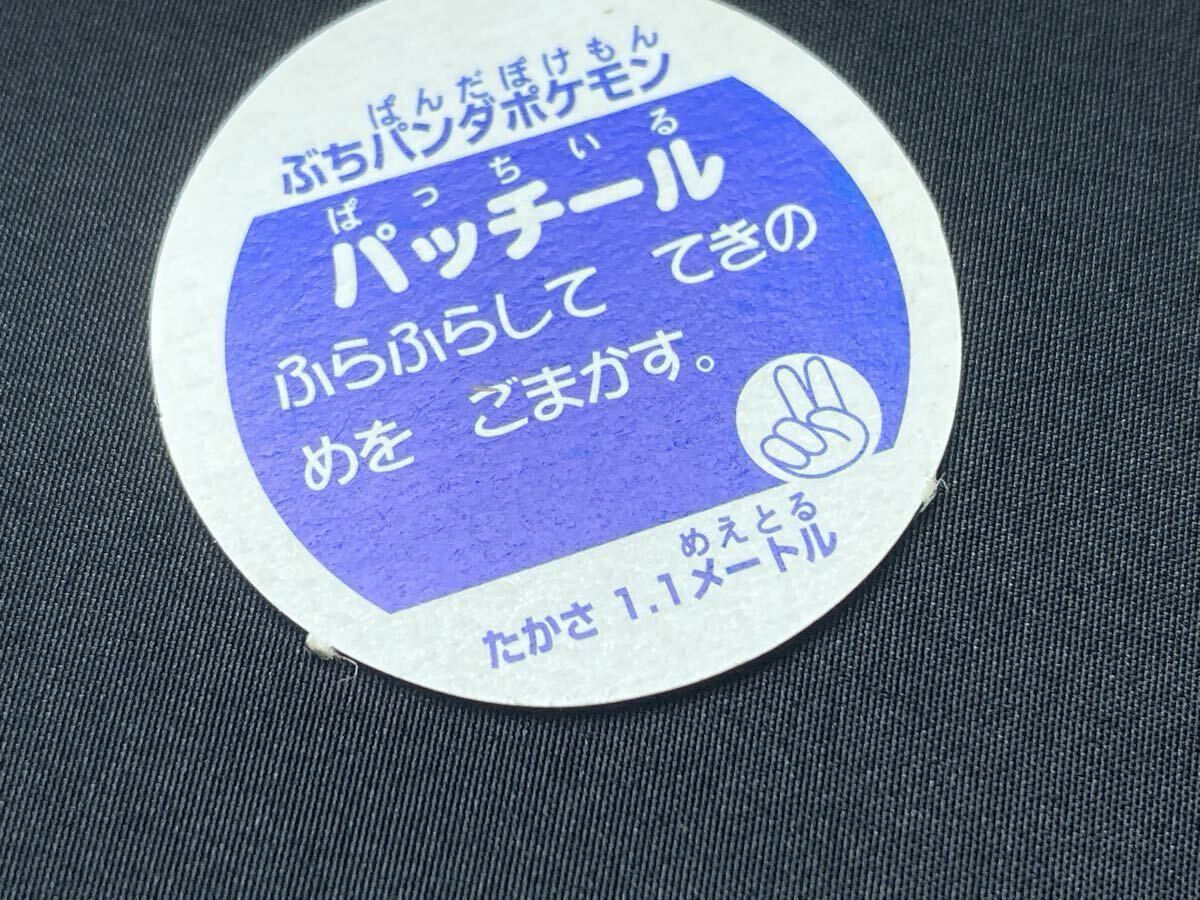 ぱんだぽけもん
ぶちパンダポケモン
ぱっちいる
パッチール
ふらふらして てきの
めを ごまかす。
めえとる
たかさ 1.1メートル